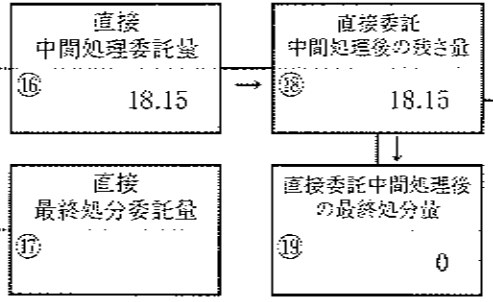 直接
中間処理委託量
⑯
18.15
→
直接委託
中間処理後の残さ量
⑱
18.15
↓
直接
最終処分委託量
⑰
直接委託中間処理後
の最終処分量
⑲
0